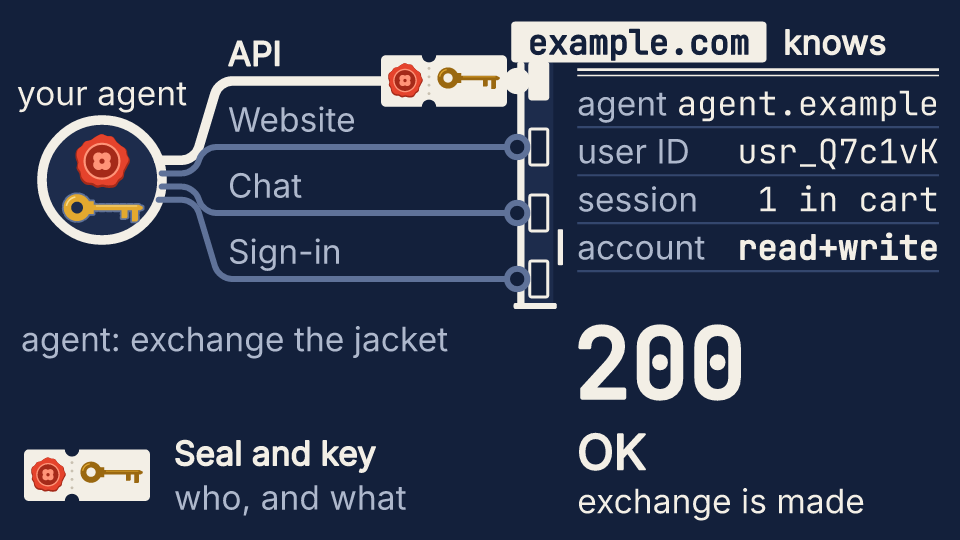 API
example.com knows
your agent
Website
Chat
Sign-in
agent agent.example
user ID usr_Q7c1vK
session 1 in cart
account read+write
agent: exchange the jacket
200
OK
exchange is made
Seal and key
who, and what